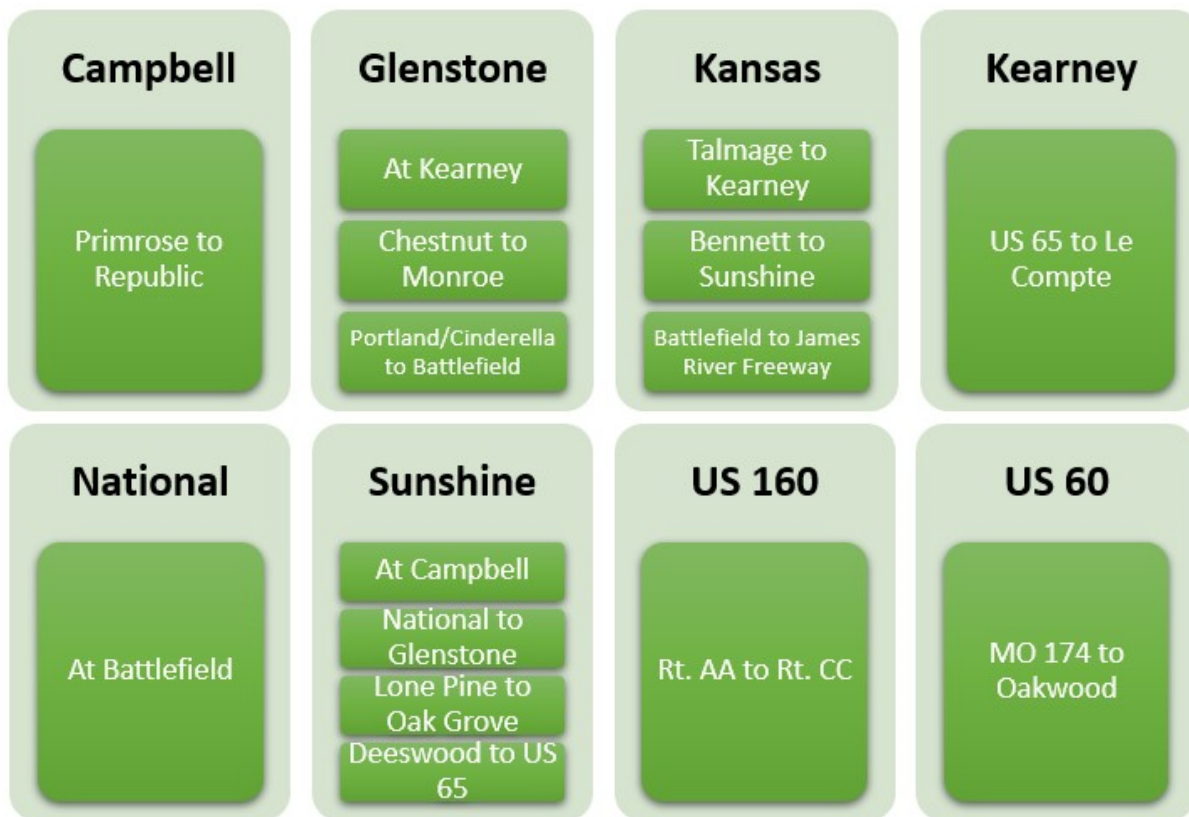 Campbell
Primrose to
Republic
Glenstone
At Kearney
Chestnut to
Monroe
Portland/Cinderella
to Battlefield
Kansas
Talmage to
Kearney
Bennett to
Sunshine
Battlefield to James
River Freeway
Kearney
US 65 to Le
Compte
National
At Battlefield
Sunshine
At Campbell
National to
Glenstone
Lone Pine to
Oak Grove
Deeswood to US
65
US 160
Rt. AA to Rt. CC
US 60
MO 174 to
Oakwood